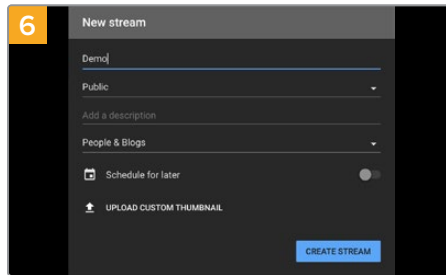 6
New stream
Demo
Public
Add a description
People & Blogs
Schedule for later
UPLOAD CUSTOM THUMBNAIL
CREATE STREAM